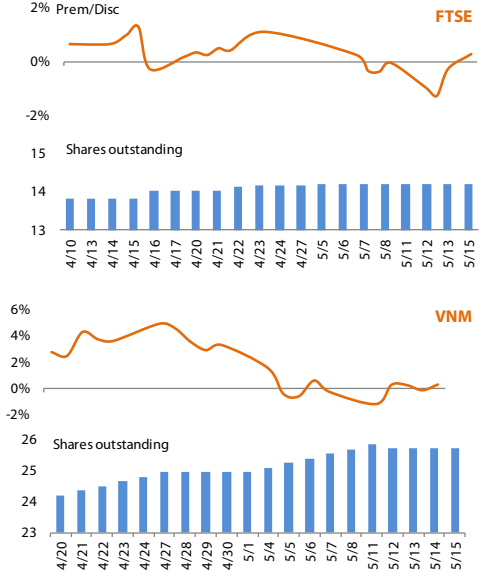 2% Prem/Disc
FTSE
0%
-2%
15
Shares outstanding
14
13
4/10 4/13 4/14 4/15 4/16 4/17 4/20 4/21 4/22 4/23 4/24 4/27 5/5 5/6 5/7 5/8 5/11 5/12 5/13 5/15
6%
VNM
4%
2%
0%
-2%
26
Shares outstanding
25
24
23
4/20 4/21 4/22 4/23 4/24 4/27 4/28 4/29 4/30 5/1 5/4 5/5 5/6 5/7 5/8 5/11 5/12 5/13 5/14 5/15